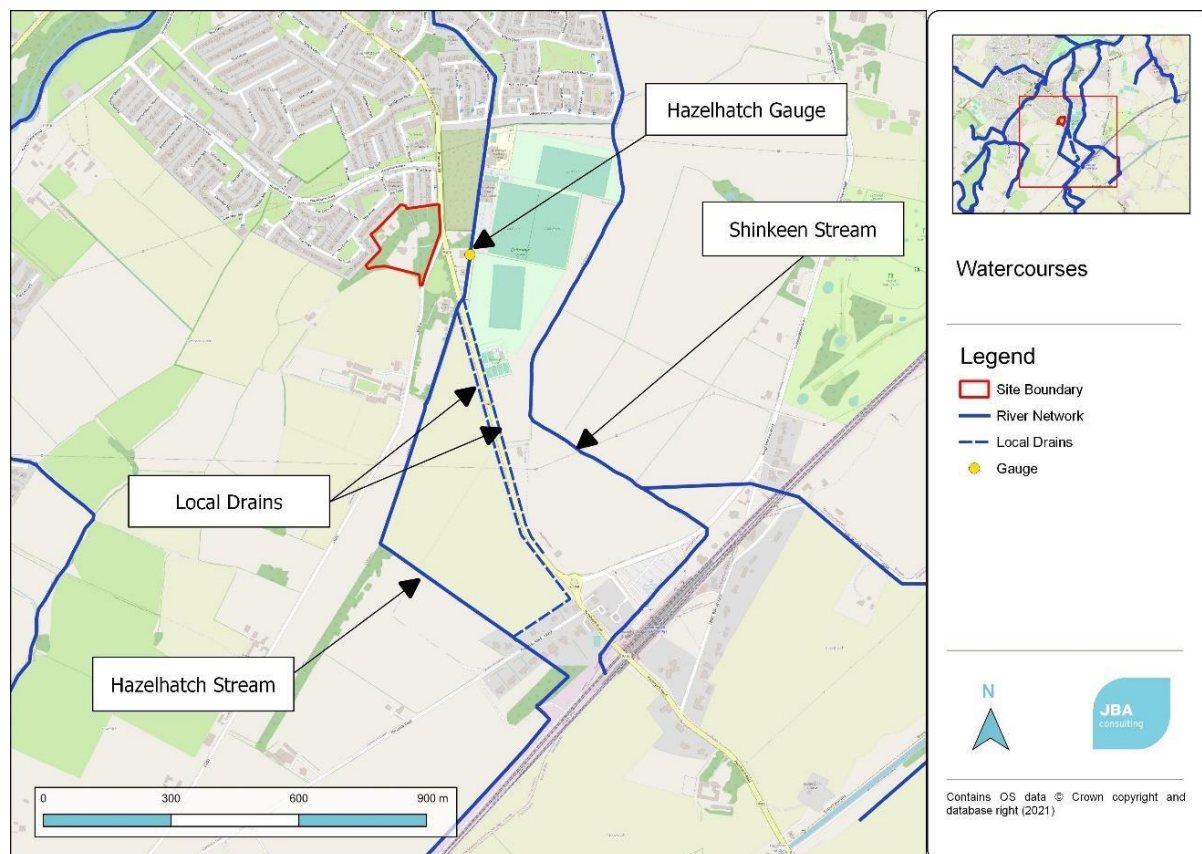 Hazelhatch Gauge
Shinkeen Stream
Local Drains
Hazelhatch Stream
0 300 600 900 m
Watercourses
Legend
Site Boundary
River Network
Local Drains
Gauge
N
JBA
consulting
Contains OS data © Crown copyright and
database right (2021)